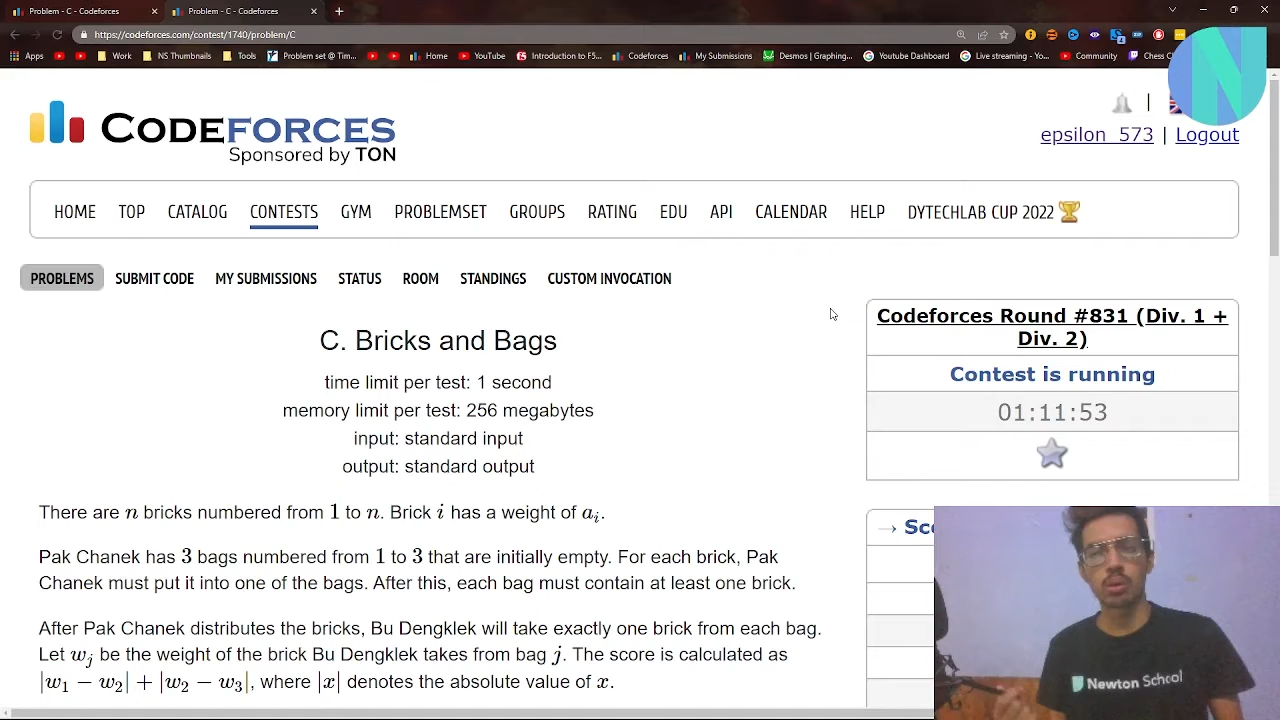 Problem - C - Codeforces
Problem - C - Codeforces
https://codeforces.com/contest/1740/problem/C
Apps
Work
NS Thumbnails
Tools
Problem set @ Tim...
Home
YouTube
Introduction to F5...
Codeforces
My Submissions
Desmos | Graphing...
Youtube Dashboard
Live streaming - Yo...
Community
Twitch
Chess C
CODEFORCES
Sponsored by TON
epsilon_573 | Logout
HOME TOP CATALOG CONTESTS GYM PROBLEMSET GROUPS RATING EDU API CALENDAR HELP DYTECHLAB CUP 2022
PROBLEMS SUBMIT CODE MY SUBMISSIONS STATUS ROOM STANDINGS CUSTOM INVOCATION
C. Bricks and Bags
time limit per test: 1 second
memory limit per test: 256 megabytes
input: standard input
output: standard output
There are n bricks numbered from 1 to n. Brick i has a weight of a_i.
Pak Chanek has 3 bags numbered from 1 to 3 that are initially empty. For each brick, Pak
Chanek must put it into one of the bags. After this, each bag must contain at least one brick.
After Pak Chanek distributes the bricks, Bu Dengklek will take exactly one brick from each bag.
Let w_j be the weight of the brick Bu Dengklek takes from bag j. The score is calculated as
|w_1 − w_2| + |w_2 − w_3|, where |x| denotes the absolute value of x.
Codeforces Round #831 (Div. 1 +
Div. 2)
Contest is running
01:11:53
→ Sc
N
Newton School